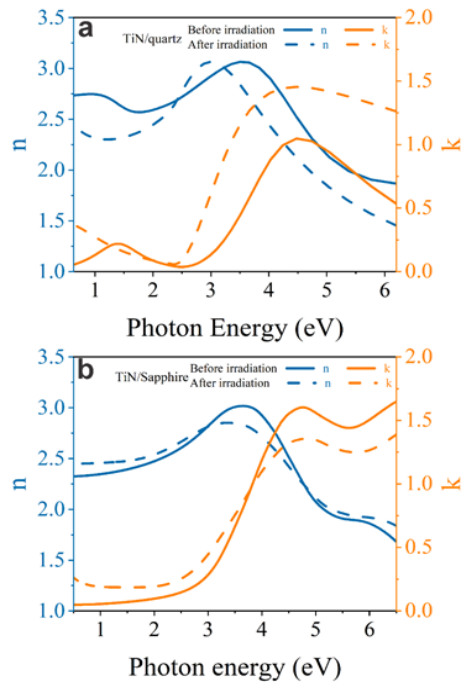 a
TiN/quartz
Before irradiation n k
After irradiation n k
3.5
3.0
2.5
2.0
1.5
1.0
n
2.0
1.5
1.0
0.5
0.0
k
1 2 3 4 5 6
Photon Energy (eV)
b
TiN/Sapphire
Before irradiation n k
After irradiation n k
3.5
3.0
2.5
2.0
1.5
1.0
n
2.0
1.5
1.0
0.5
0.0
k
1 2 3 4 5 6
Photon energy (eV)